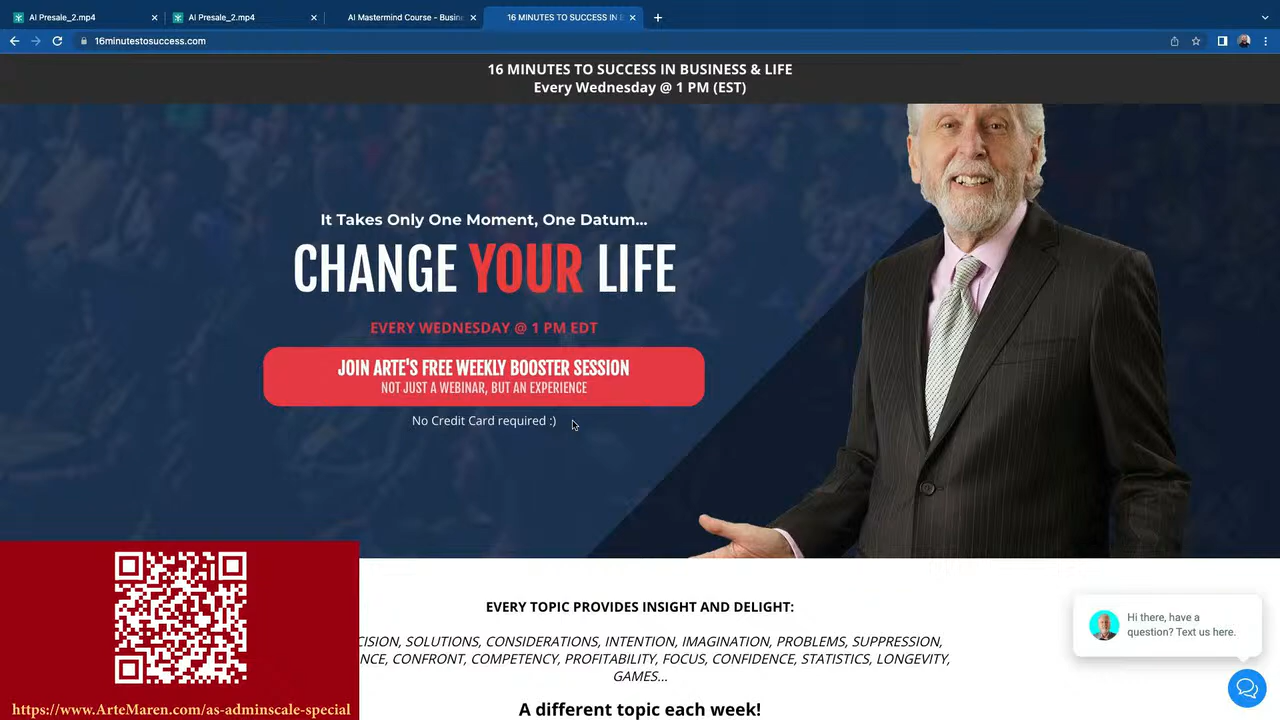 AI Presale_2.mp4
AI Presale_2.mp4
AI Mastermind Course - Busin
16 MINUTES TO SUCCESS IN B
16minutestosuccess.com
16 MINUTES TO SUCCESS IN BUSINESS & LIFE
Every Wednesday @ 1 PM (EST)
It Takes Only One Moment, One Datum...
CHANGE YOUR LIFE
EVERY WEDNESDAY @ 1 PM EDT
JOIN ARTE'S FREE WEEKLY BOOSTER SESSION
NOT JUST A WEBINAR, BUT AN EXPERIENCE
No Credit Card required :)
EVERY TOPIC PROVIDES INSIGHT AND DELIGHT:
CISION, SOLUTIONS, CONSIDERATIONS, INTENTION, IMAGINATION, PROBLEMS, SUPPRESSION,
NCE, CONFRONT, COMPETENCY, PROFITABILITY, FOCUS, CONFIDENCE, STATISTICS, LONGEVITY,
GAMES...
A different topic each week!
Hi there, have a
question? Text us here.
https://www.ArteMaren.com/as-adminscale-special